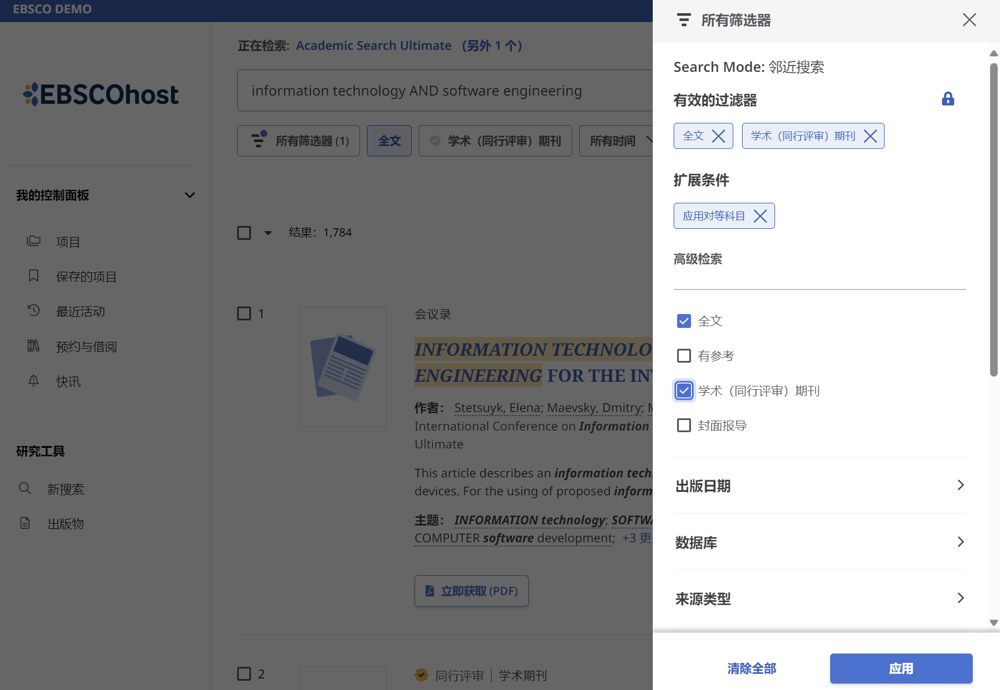 EBSCO DEMO
EBSCOhost
我的控制面板
项目
保存的项目
最近活动
预约与借阅
快讯
研究工具
新搜索
出版物
正在检索: Academic Search Ultimate （另外 1 个）
information technology AND software engineering
所有筛选器 (1)
全文
学术（同行评审）期刊
所有时间
结果：1,784
1
会议录
INFORMATION TECHNOLO
ENGINEERING FOR THE INT
作者： Stetsuyk, Elena; Maevsky, Dmitry; M
International Conference on Information
Ultimate
This article describes an information tech
devices. For the using of proposed inform
主题： INFORMATION technology; SOFTWA
COMPUTER software development; +3 更
立即获取 (PDF)
2
同行评审 | 学术期刊
所有筛选器
Search Mode: 邻近搜索
有效的过滤器
全文
学术（同行评审）期刊
扩展条件
应用对等科目
高级检索
全文
有参考
学术（同行评审）期刊
封面报导
出版日期
数据库
来源类型
清除全部
应用